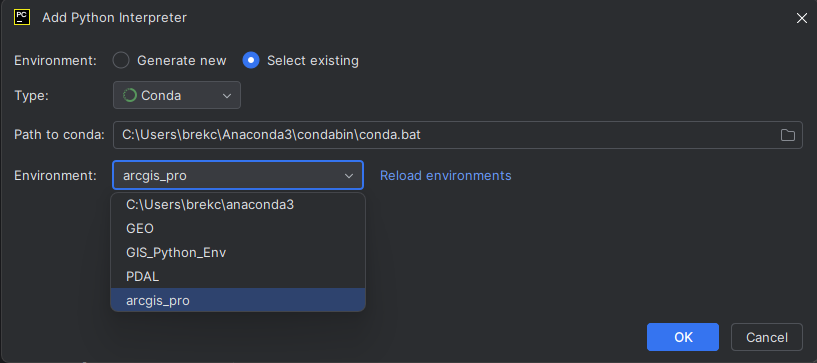 PC
Add Python Interpreter
Environment: Generate new Select existing
Type: Conda
Path to conda: C:\Users\brekc\Anaconda3\condabin\conda.bat
Environment: arcgis_pro Reload environments
C:\Users\brekc\anaconda3
GEO
GIS_Python_Env
PDAL
arcgis_pro
OK Cancel